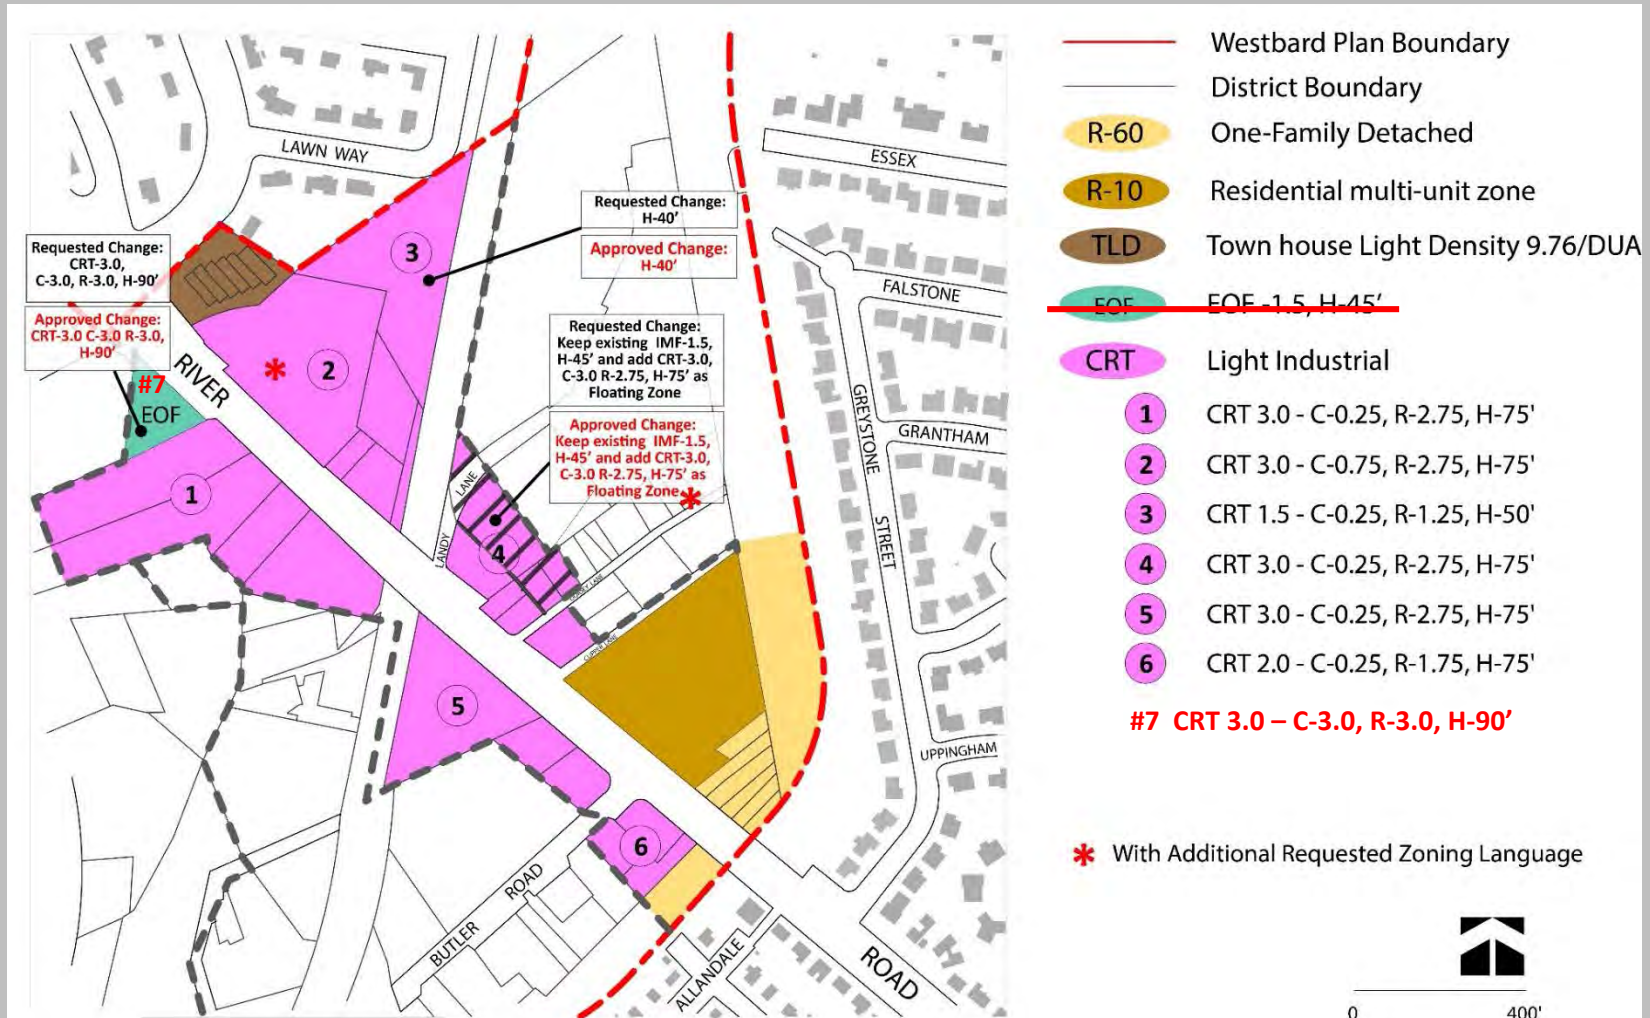 LAWN WAY
ESSEX
Requested Change:
CRT-3.0,
C-3.0, R-3.0, H-90'
Approved Change:
CRT-3.0 C-3.0 R-3.0,
H-90'
#7
EOF
RIVER
Requested Change:
H-40'
Approved Change:
H-40'
Requested Change:
Keep existing IMF-1.5,
H-45' and add CRT-3.0,
C-3.0 R-2.75, H-75' as
Floating Zone
Approved Change:
Keep existing IMF-1.5,
H-45' and add CRT-3.0,
C-3.0 R-2.75, H-75' as
Floating Zone *
3
* 2
1
4
5
6
LANDY
LANE
CLIPPER LANE
FALSTONE
GREYSTONE
STREET
GRANTHAM
UPPINGHAM
BUTLER
ROAD
ALLANDALE
ROAD
Westbard Plan Boundary
District Boundary
R-60 One-Family Detached
R-10 Residential multi-unit zone
TLD Town house Light Density 9.76/DUA
EOF EOF -1.5, H-45'
CRT Light Industrial
1 CRT 3.0 - C-0.25, R-2.75, H-75'
2 CRT 3.0 - C-0.75, R-2.75, H-75'
3 CRT 1.5 - C-0.25, R-1.25, H-50'
4 CRT 3.0 - C-0.25, R-2.75, H-75'
5 CRT 3.0 - C-0.25, R-2.75, H-75'
6 CRT 2.0 - C-0.25, R-1.75, H-75'
#7 CRT 3.0 – C-3.0, R-3.0, H-90’
* With Additional Requested Zoning Language
0 400'